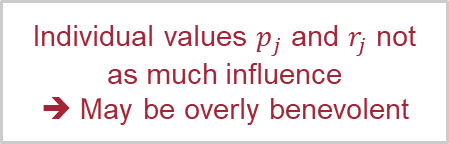 Individual values pⱼ and rⱼ not
as much influence
➔ May be overly benevolent